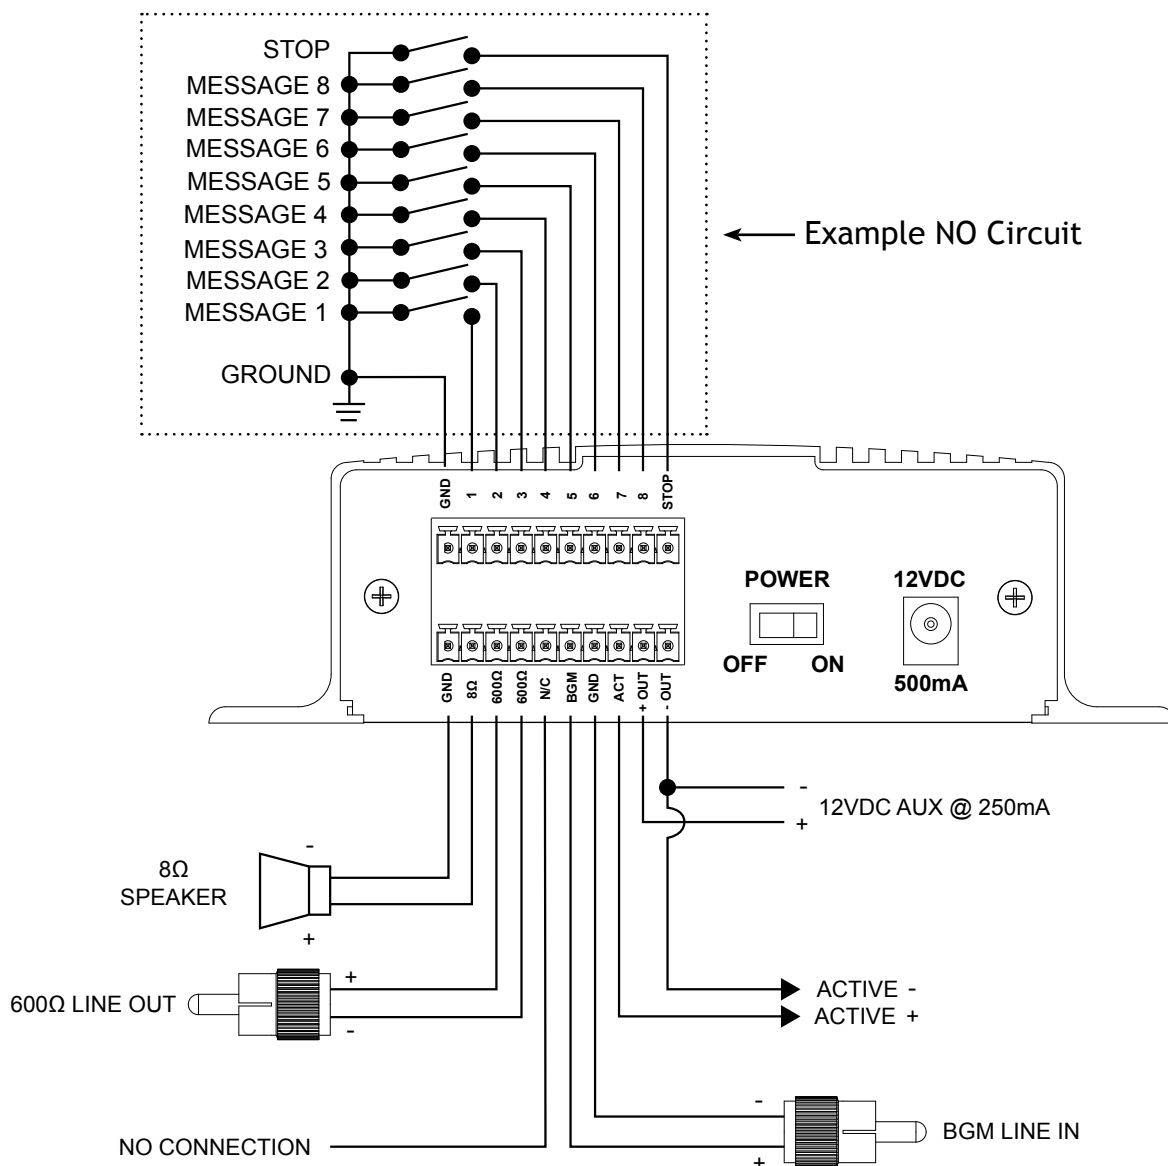 STOP
MESSAGE 8
MESSAGE 7
MESSAGE 6
MESSAGE 5
MESSAGE 4
MESSAGE 3
MESSAGE 2
MESSAGE 1
GROUND
Example NO Circuit
GND 1 2 3 4 5 6 7 8 STOP
POWER
OFF ON
12VDC
500mA
GND 8Ω 600Ω 600Ω N/C BGM GND ACT + OUT - OUT
-
12VDC AUX @ 250mA
+
-
8Ω
SPEAKER
+
+
600Ω LINE OUT
-
ACTIVE -
ACTIVE +
-
BGM LINE IN
+
NO CONNECTION